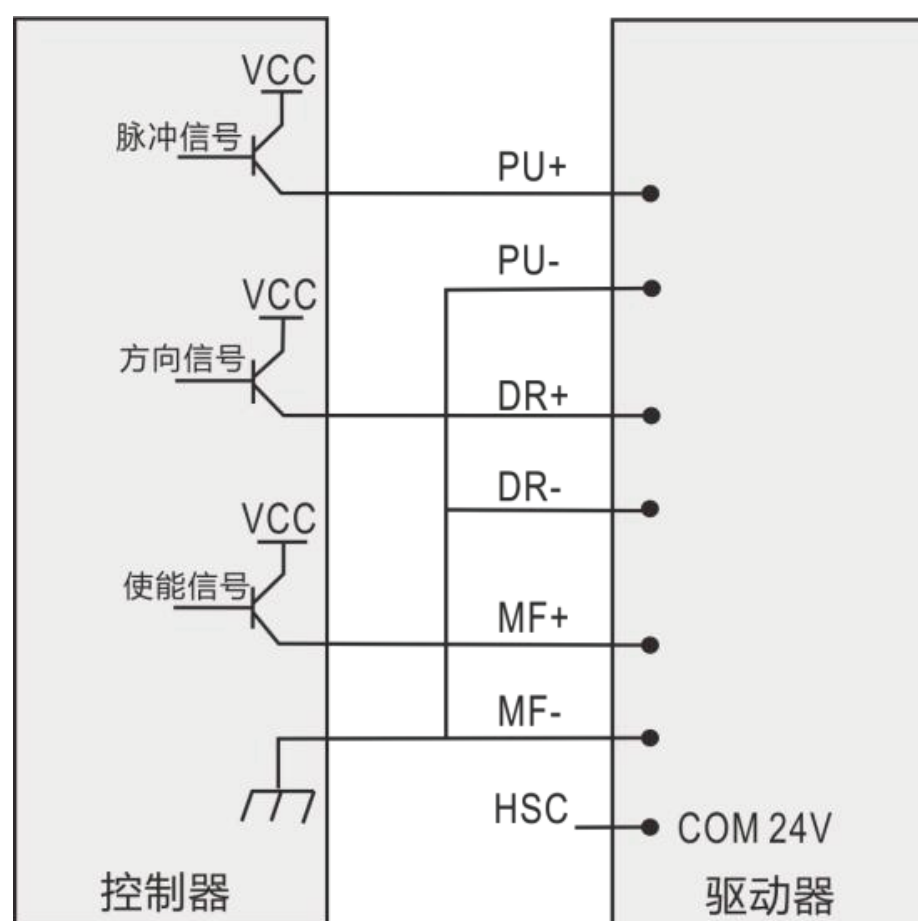 VCC
脉冲信号
PU+
PU-
VCC
方向信号
DR+
DR-
VCC
使能信号
MF+
MF-
HSC
COM 24V
控制器
驱动器